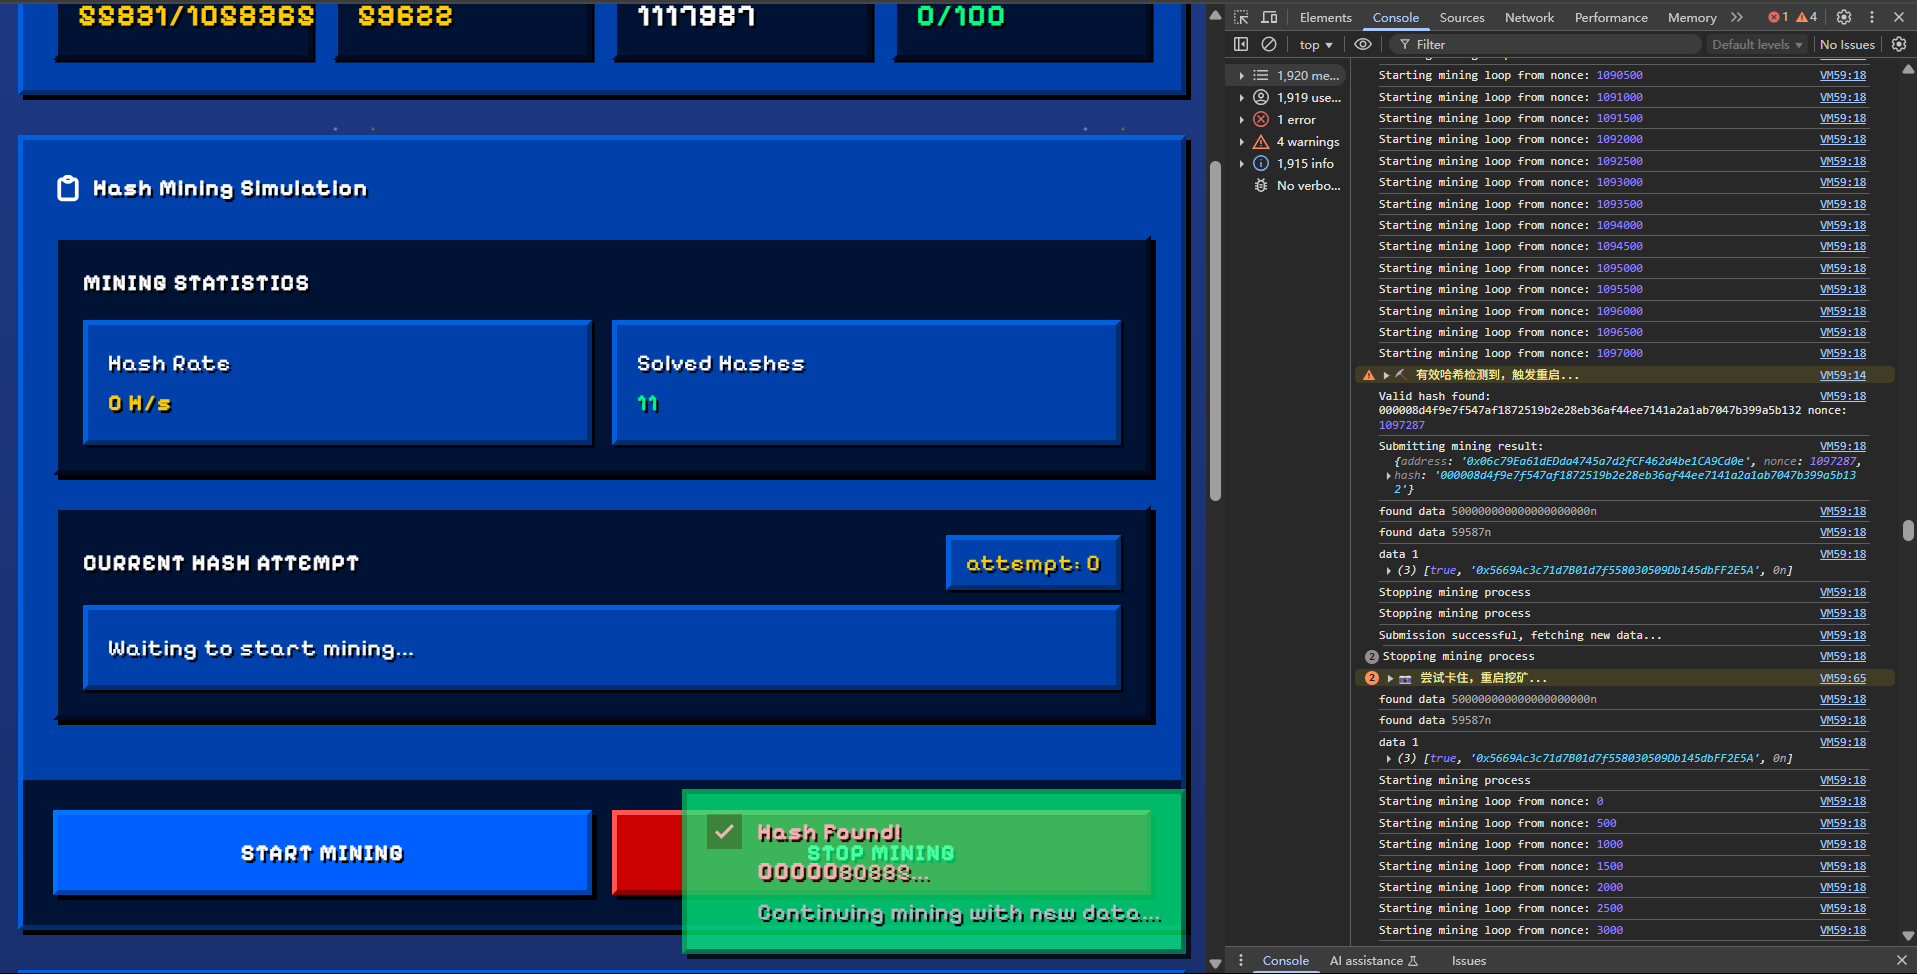 55831/1058365
59622
1117987
0/100
Hash Mining Simulation
MINING STATISTICS
Hash Rate
0 H/s
Solved Hashes
11
CURRENT HASH ATTEMPT
attempt: 0
Waiting to start mining...
START MINING
STOP MINING
Hash Found!
Continuing mining with new data...
Elements Console Sources Network Performance Memory 1 4
top Filter Default levels No Issues
1,920 me...
1,919 use...
1 error
4 warnings
1,915 info
No verbo...
Starting mining loop from nonce: 1090500 VM59:18
Starting mining loop from nonce: 1091000 VM59:18
Starting mining loop from nonce: 1091500 VM59:18
Starting mining loop from nonce: 1092000 VM59:18
Starting mining loop from nonce: 1092500 VM59:18
Starting mining loop from nonce: 1093000 VM59:18
Starting mining loop from nonce: 1093500 VM59:18
Starting mining loop from nonce: 1094000 VM59:18
Starting mining loop from nonce: 1094500 VM59:18
Starting mining loop from nonce: 1095000 VM59:18
Starting mining loop from nonce: 1095500 VM59:18
Starting mining loop from nonce: 1096000 VM59:18
Starting mining loop from nonce: 1096500 VM59:18
Starting mining loop from nonce: 1097000 VM59:18
有效哈希检测到，触发重启... VM59:14
Valid hash found: VM59:18
000008d4f9e7f547af1872519b2e28eb36af44ee7141a2a1ab7047b399a5b132 nonce:
1097287
Submitting mining result: VM59:18
{address: '0x06c79Ea61dEDda4745a7d2fCF462d4be1CA9Cd0e', nonce: 1097287,
hash: '000008d4f9e7f547af1872519b2e28eb36af44ee7141a2a1ab7047b399a5b13
2'}
found data 500000000000000000000n VM59:18
found data 59587n VM59:18
data 1 VM59:18
(3) [true, '0x5669Ac3c71d7B01d7f558030509Db145dbFF2E5A', 0n]
Stopping mining process VM59:18
Stopping mining process VM59:18
Submission successful, fetching new data... VM59:18
2 Stopping mining process VM59:18
2 尝试卡住，重启挖矿... VM59:65
found data 500000000000000000000n VM59:18
found data 59587n VM59:18
data 1 VM59:18
(3) [true, '0x5669Ac3c71d7B01d7f558030509Db145dbFF2E5A', 0n]
Starting mining process VM59:18
Starting mining loop from nonce: 0 VM59:18
Starting mining loop from nonce: 500 VM59:18
Starting mining loop from nonce: 1000 VM59:18
Starting mining loop from nonce: 1500 VM59:18
Starting mining loop from nonce: 2000 VM59:18
Starting mining loop from nonce: 2500 VM59:18
Starting mining loop from nonce: 3000 VM59:18
Console AI assistance Issues